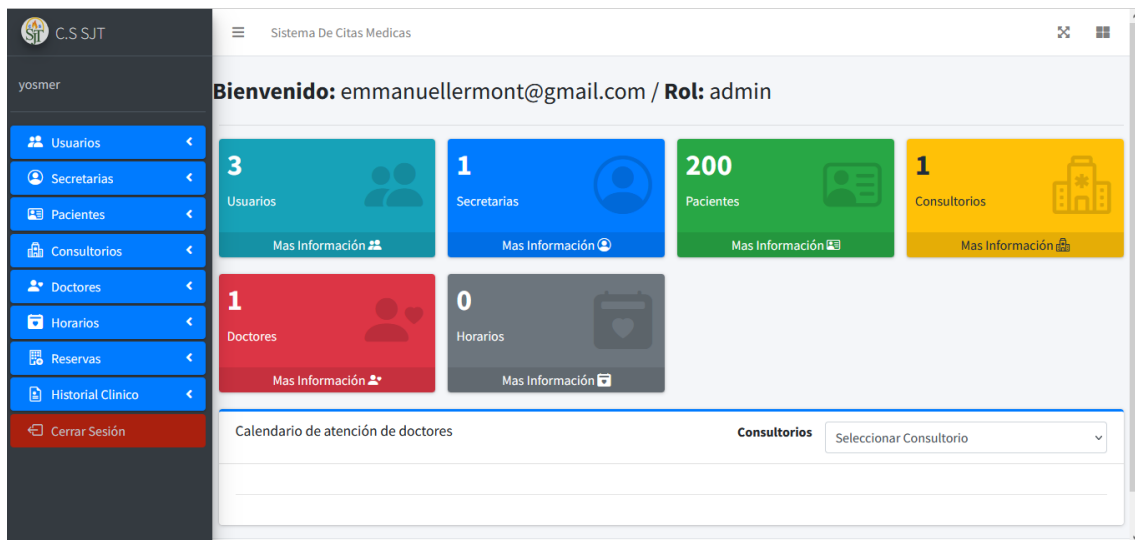 SJT C.S SJT
Sistema De Citas Medicas
yosmer
Bienvenido: emmanuellermont@gmail.com / Rol: admin
Usuarios
Secretarias
Pacientes
Consultorios
Doctores
Horarios
Reservas
Historial Clinico
Cerrar Sesión
3
Usuarios
Mas Información
1
Secretarias
Mas Información
200
Pacientes
Mas Información
1
Consultorios
Mas Información
1
Doctores
Mas Información
0
Horarios
Mas Información
Calendario de atención de doctores
Consultorios
Seleccionar Consultorio